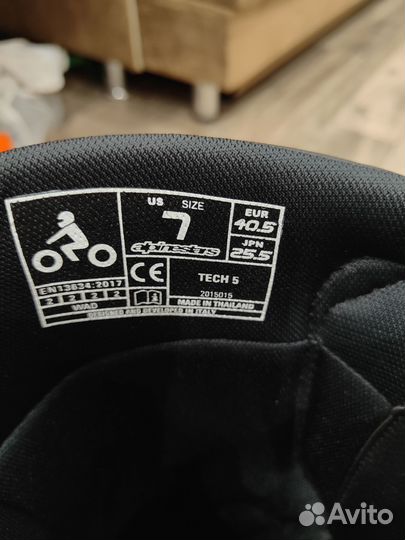 US SIZE
7
alpinestars
EUR
40.5
JPN
25.5
EN13634:2017
2 2 2 2
WAD
CE
TECH 5
2015015
MADE IN THAILAND
DESIGNED AND DEVELOPED IN ITALY
Avito